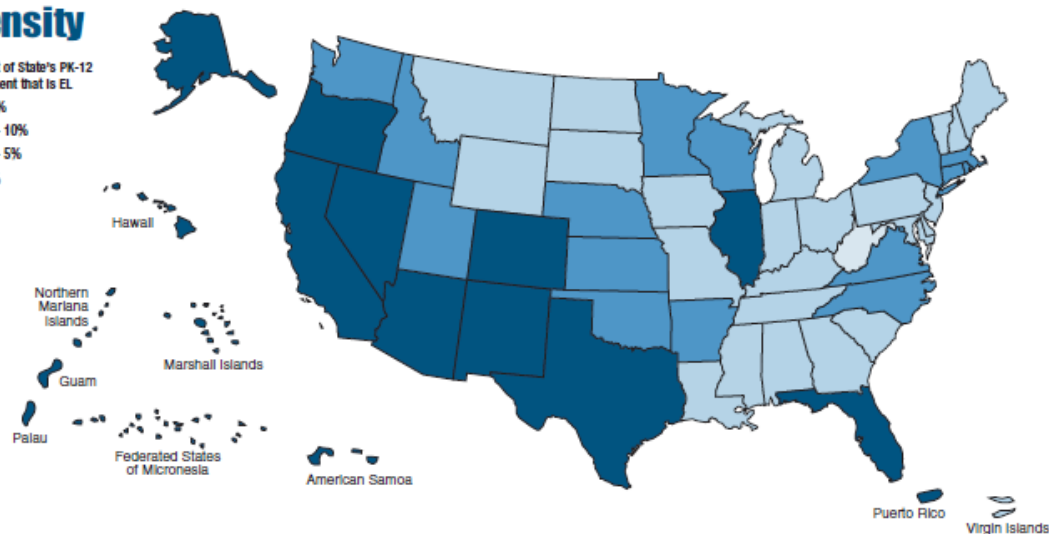 nsity
of State's PK-12
ent that is EL
%
10%
5%
Hawaii
Northern
Mariana
Islands
Marshall Islands
Guam
Palau
Federated States
of Micronesia
American Samoa
Puerto Rico
Virgin Islands